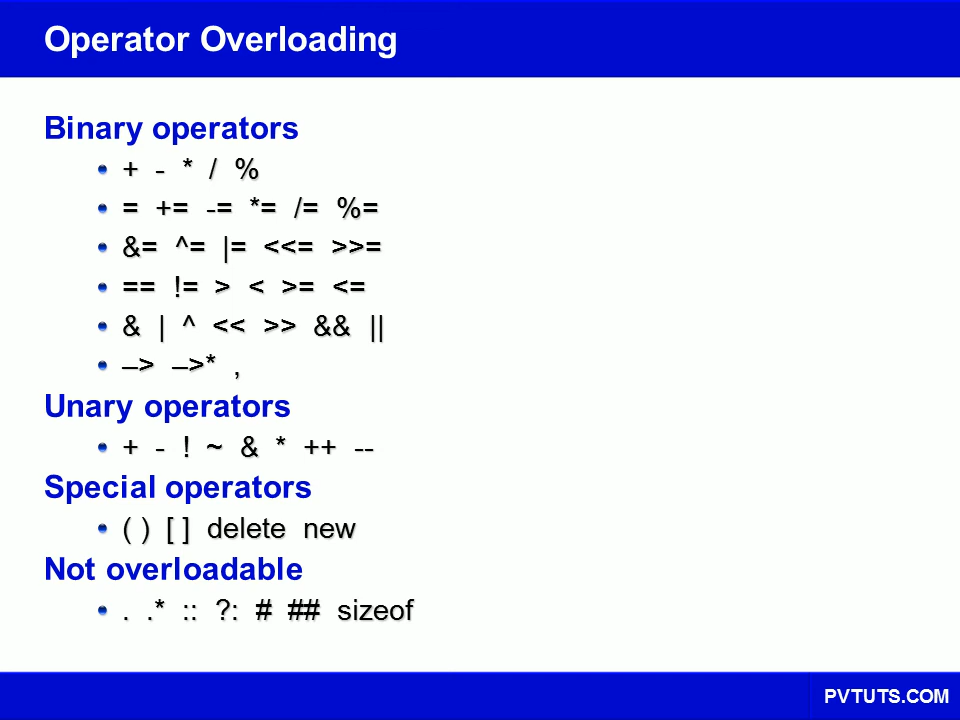 Operator Overloading
Binary operators
+ - * / %
= += -= *= /= %=
&= ^= |= <<= >>=
== != > < >= <=
& | ^ << >> && ||
–> –>* ,
Unary operators
+ - ! ~ & * ++ --
Special operators
( ) [ ] delete new
Not overloadable
. .* :: ?: # ## sizeof
PVTUTS.COM